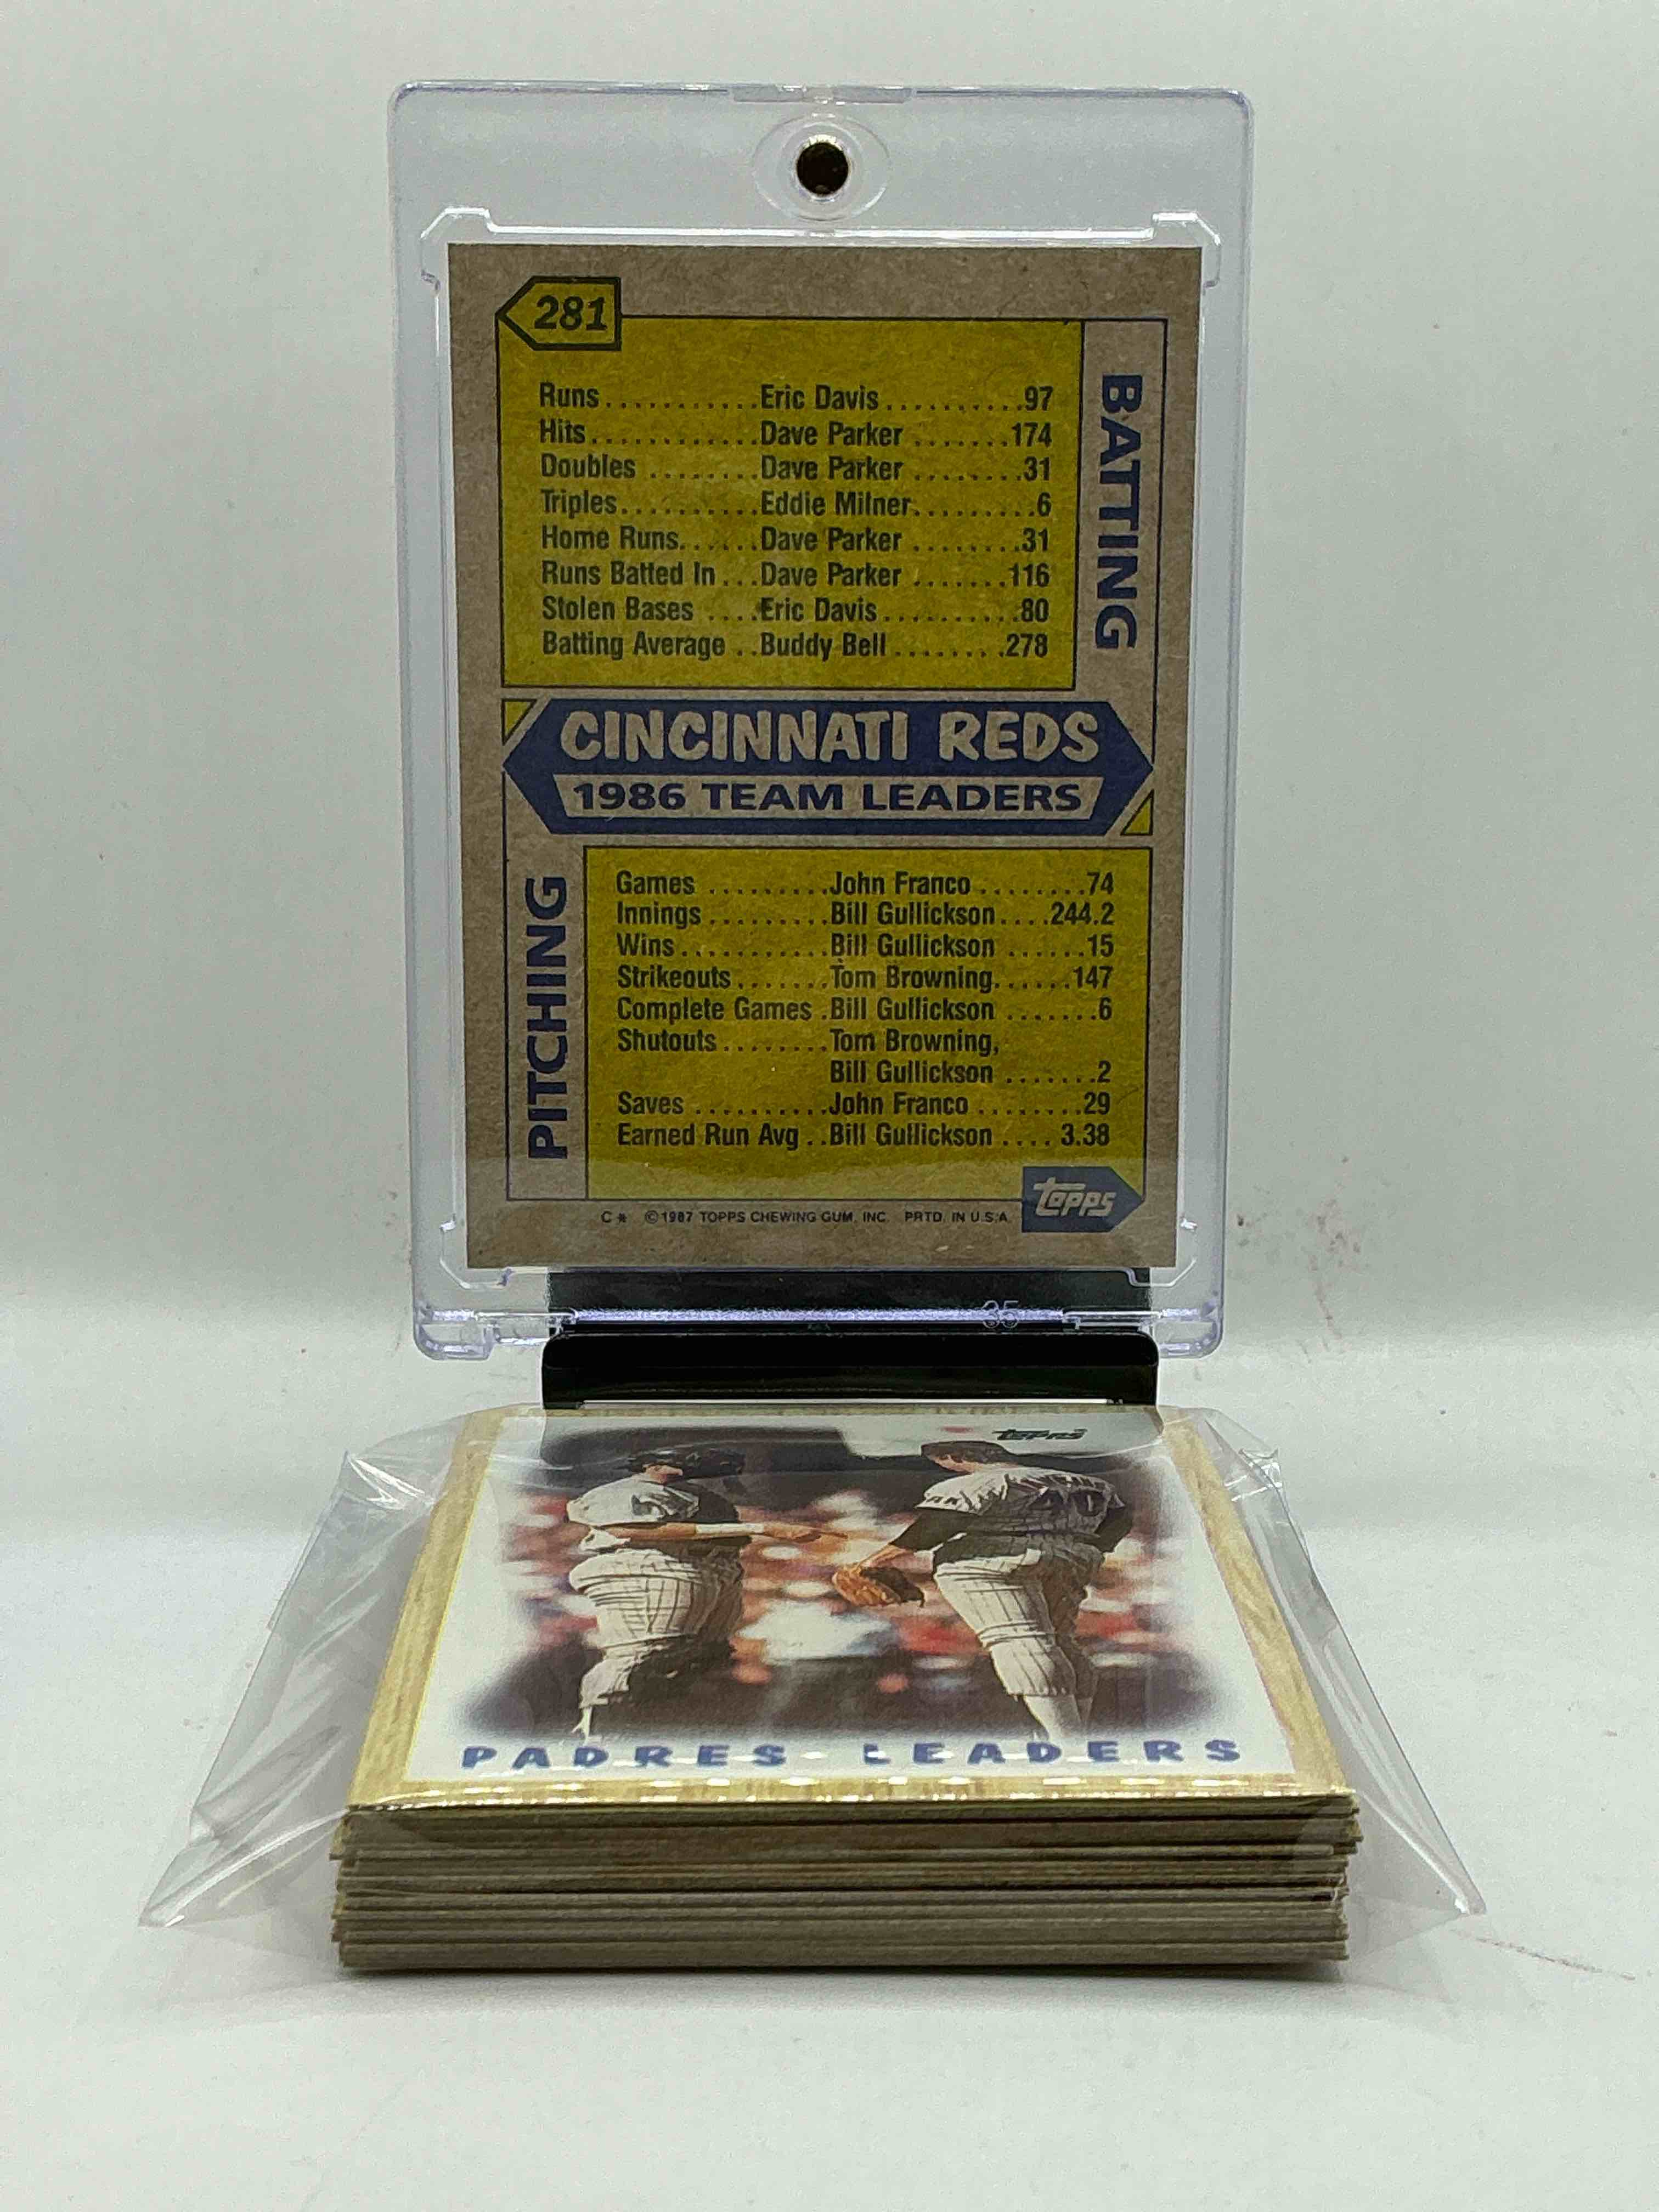 281
BATTING
Runs...........Eric Davis..........97
Hits............Dave Parker.......174
Doubles ........Dave Parker ........31
Triples..........Eddie Milner.........6
Home Runs......Dave Parker ........31
Runs Batted In...Dave Parker .......116
Stolen Bases ....Eric Davis..........80
Batting Average ..Buddy Bell ........278
CINCINNATI REDS
1986 TEAM LEADERS
PITCHING
Games .........John Franco ........74
Innings .........Bill Gullickson....244.2
Wins...........Bill Gullickson ......15
Strikeouts.......Tom Browning......147
Complete Games .Bill Gullickson .......6
Shutouts........Tom Browning,
Bill Gullickson .......2
Saves ..........John Franco ........29
Earned Run Avg ..Bill Gullickson .... 3.38
C* ©1987 TOPPS CHEWING GUM, INC. PRTD. IN U.S.A.
Topps
35
Topps
40
PADRES LEADERS